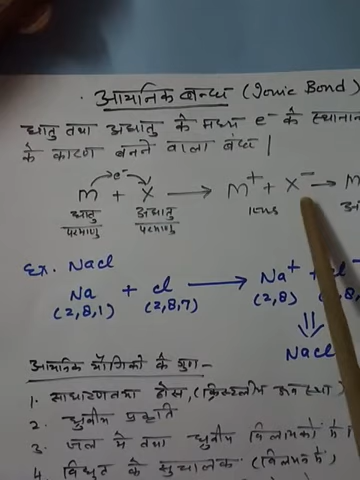 आयनिक बन्ध (Ionic Bond)
धातु तथा अधातु के मध्य e⁻ के स्थानान
के कारण बनने वाला बंध |
e⁻
M + X → M⁺ + X⁻ → M
धातु परमाणु अधातु परमाणु
Ex. Nacl
Na + cl → Na⁺ + cl⁻
(2,8,1) (2,8,7) (2,8) 
Nacl
आयनिक यौगिको के गुण-
1. साधारणतया ठोस, (क्रिस्टलीय अवस्था)
2. ध्रुवीय प्रकृति
3. जल मे तथा ध्रुवीय विलायको मे
4. विधुत के सुचालक (